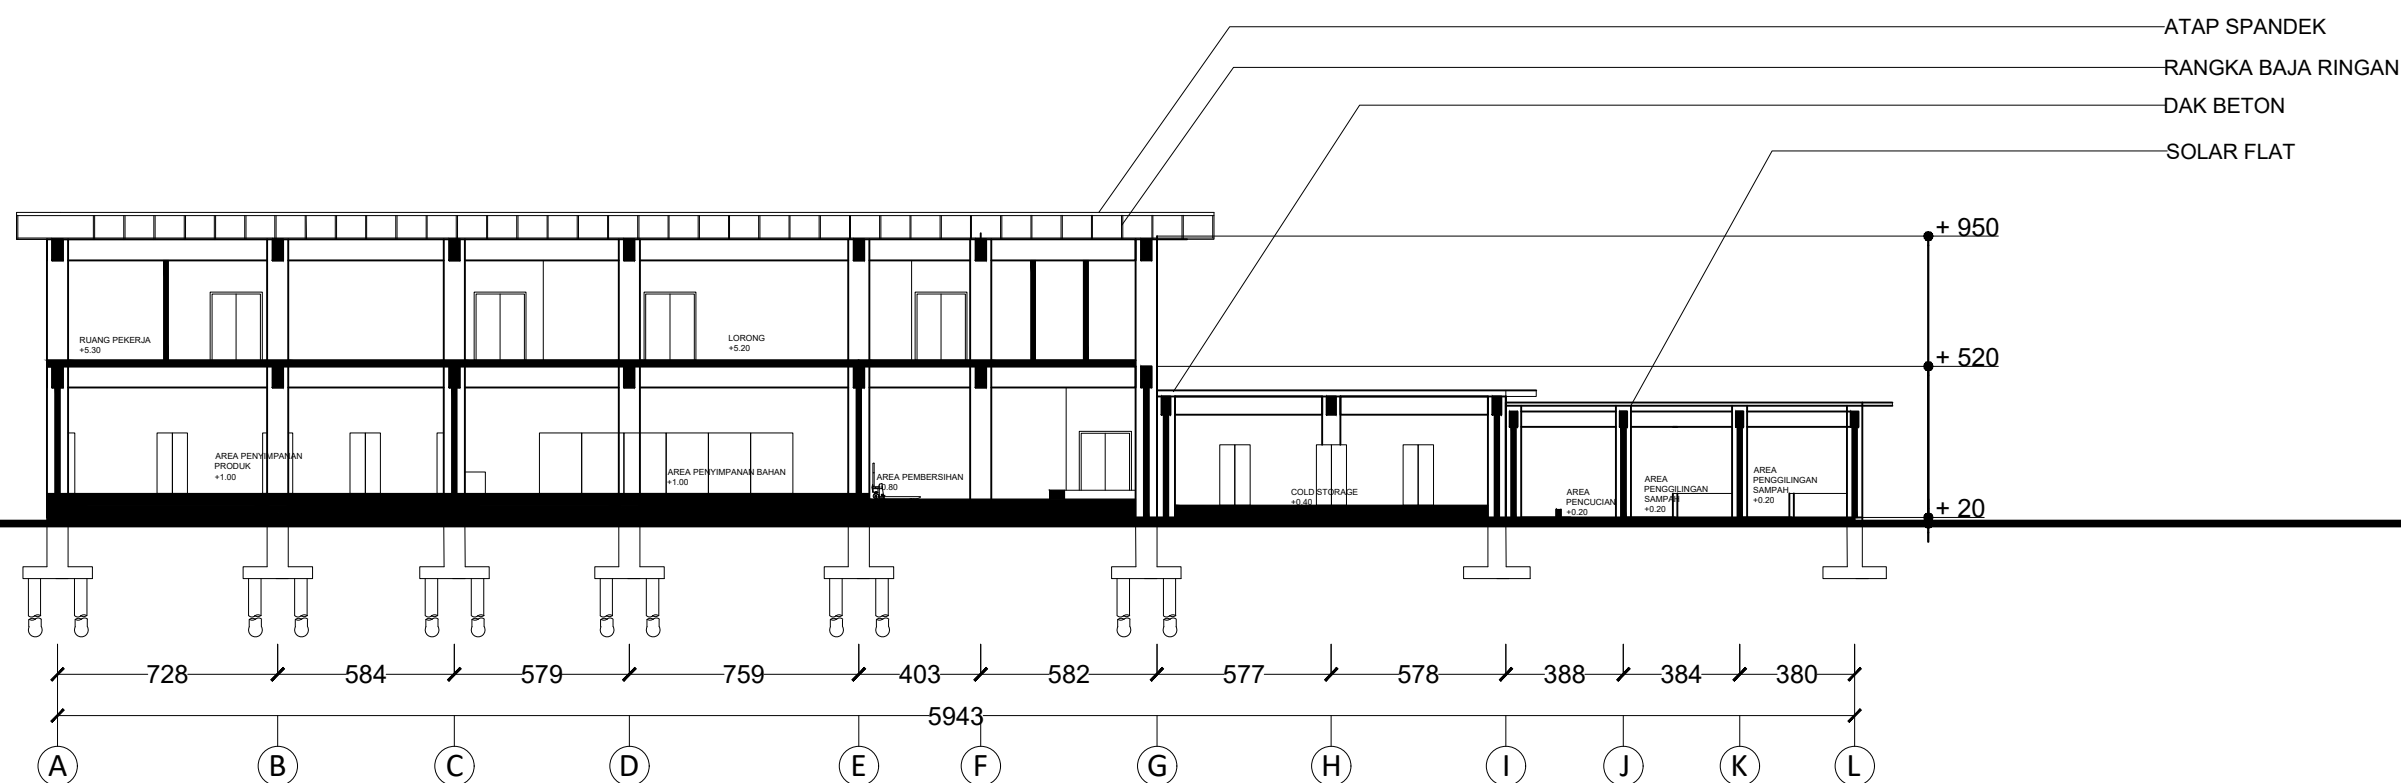 ATAP SPANDEK
RANGKA BAJA RINGAN
DAK BETON
SOLAR FLAT
+ 950
RUANG PEKERJA
+5.30
LORONG
+5.20
+ 520
AREA PENYIMPANAN
PRODUK
+1.00
AREA PENYIMPANAN BAHAN
+1.00
AREA PEMBERSIHAN
+0.80
COLD STORAGE
+0.40
AREA
PENCUCIAN
+0.20
AREA
PENGGILINGAN
SAMPAH
+0.20
AREA
PENGGILINGAN
SAMPAH
+0.20
+ 20
728 584 579 759 403 582 577 578 388 384 380
5943
A B C D E F G H I J K L